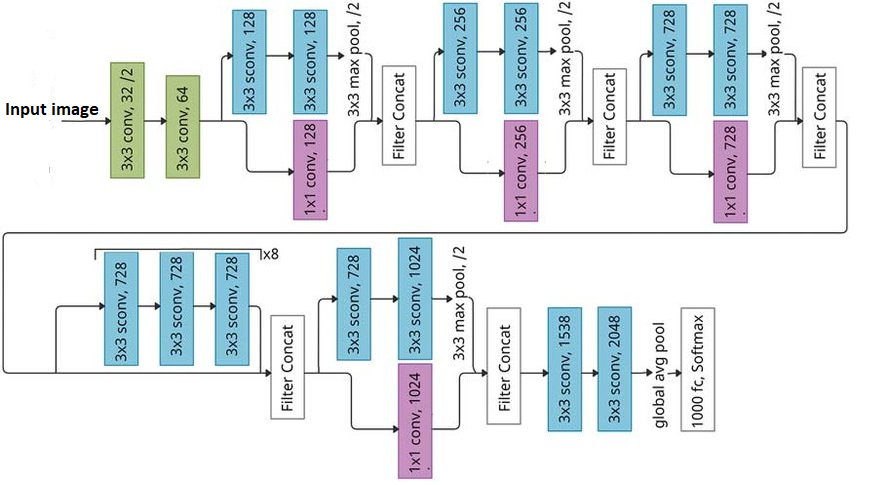 Input image
3x3 conv, 32 /2
3x3 conv, 64
3x3 sconv, 128
3x3 sconv, 128
3x3 max pool, /2
1x1 conv, 128
Filter Concat
3x3 sconv, 256
3x3 sconv, 256
3x3 max pool, /2
1x1 conv, 256
Filter Concat
3x3 sconv, 728
3x3 sconv, 728
3x3 max pool, /2
1x1 conv, 728
Filter Concat
3x3 sconv, 728
3x3 sconv, 728
3x3 sconv, 728
x8
Filter Concat
3x3 sconv, 728
3x3 sconv, 1024
3x3 max pool, /2
1x1 conv, 1024
Filter Concat
3x3 sconv, 1538
3x3 sconv, 2048
global avg pool
1000 fc, Softmax